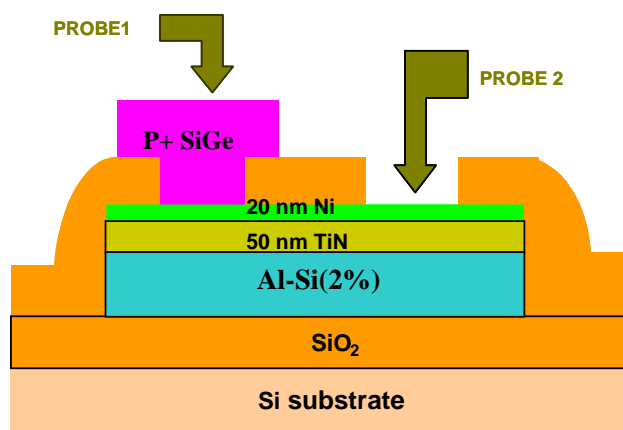 PROBE1
PROBE 2
P+ SiGe
20 nm Ni
50 nm TiN
Al-Si(2%)
SiO₂
Si substrate